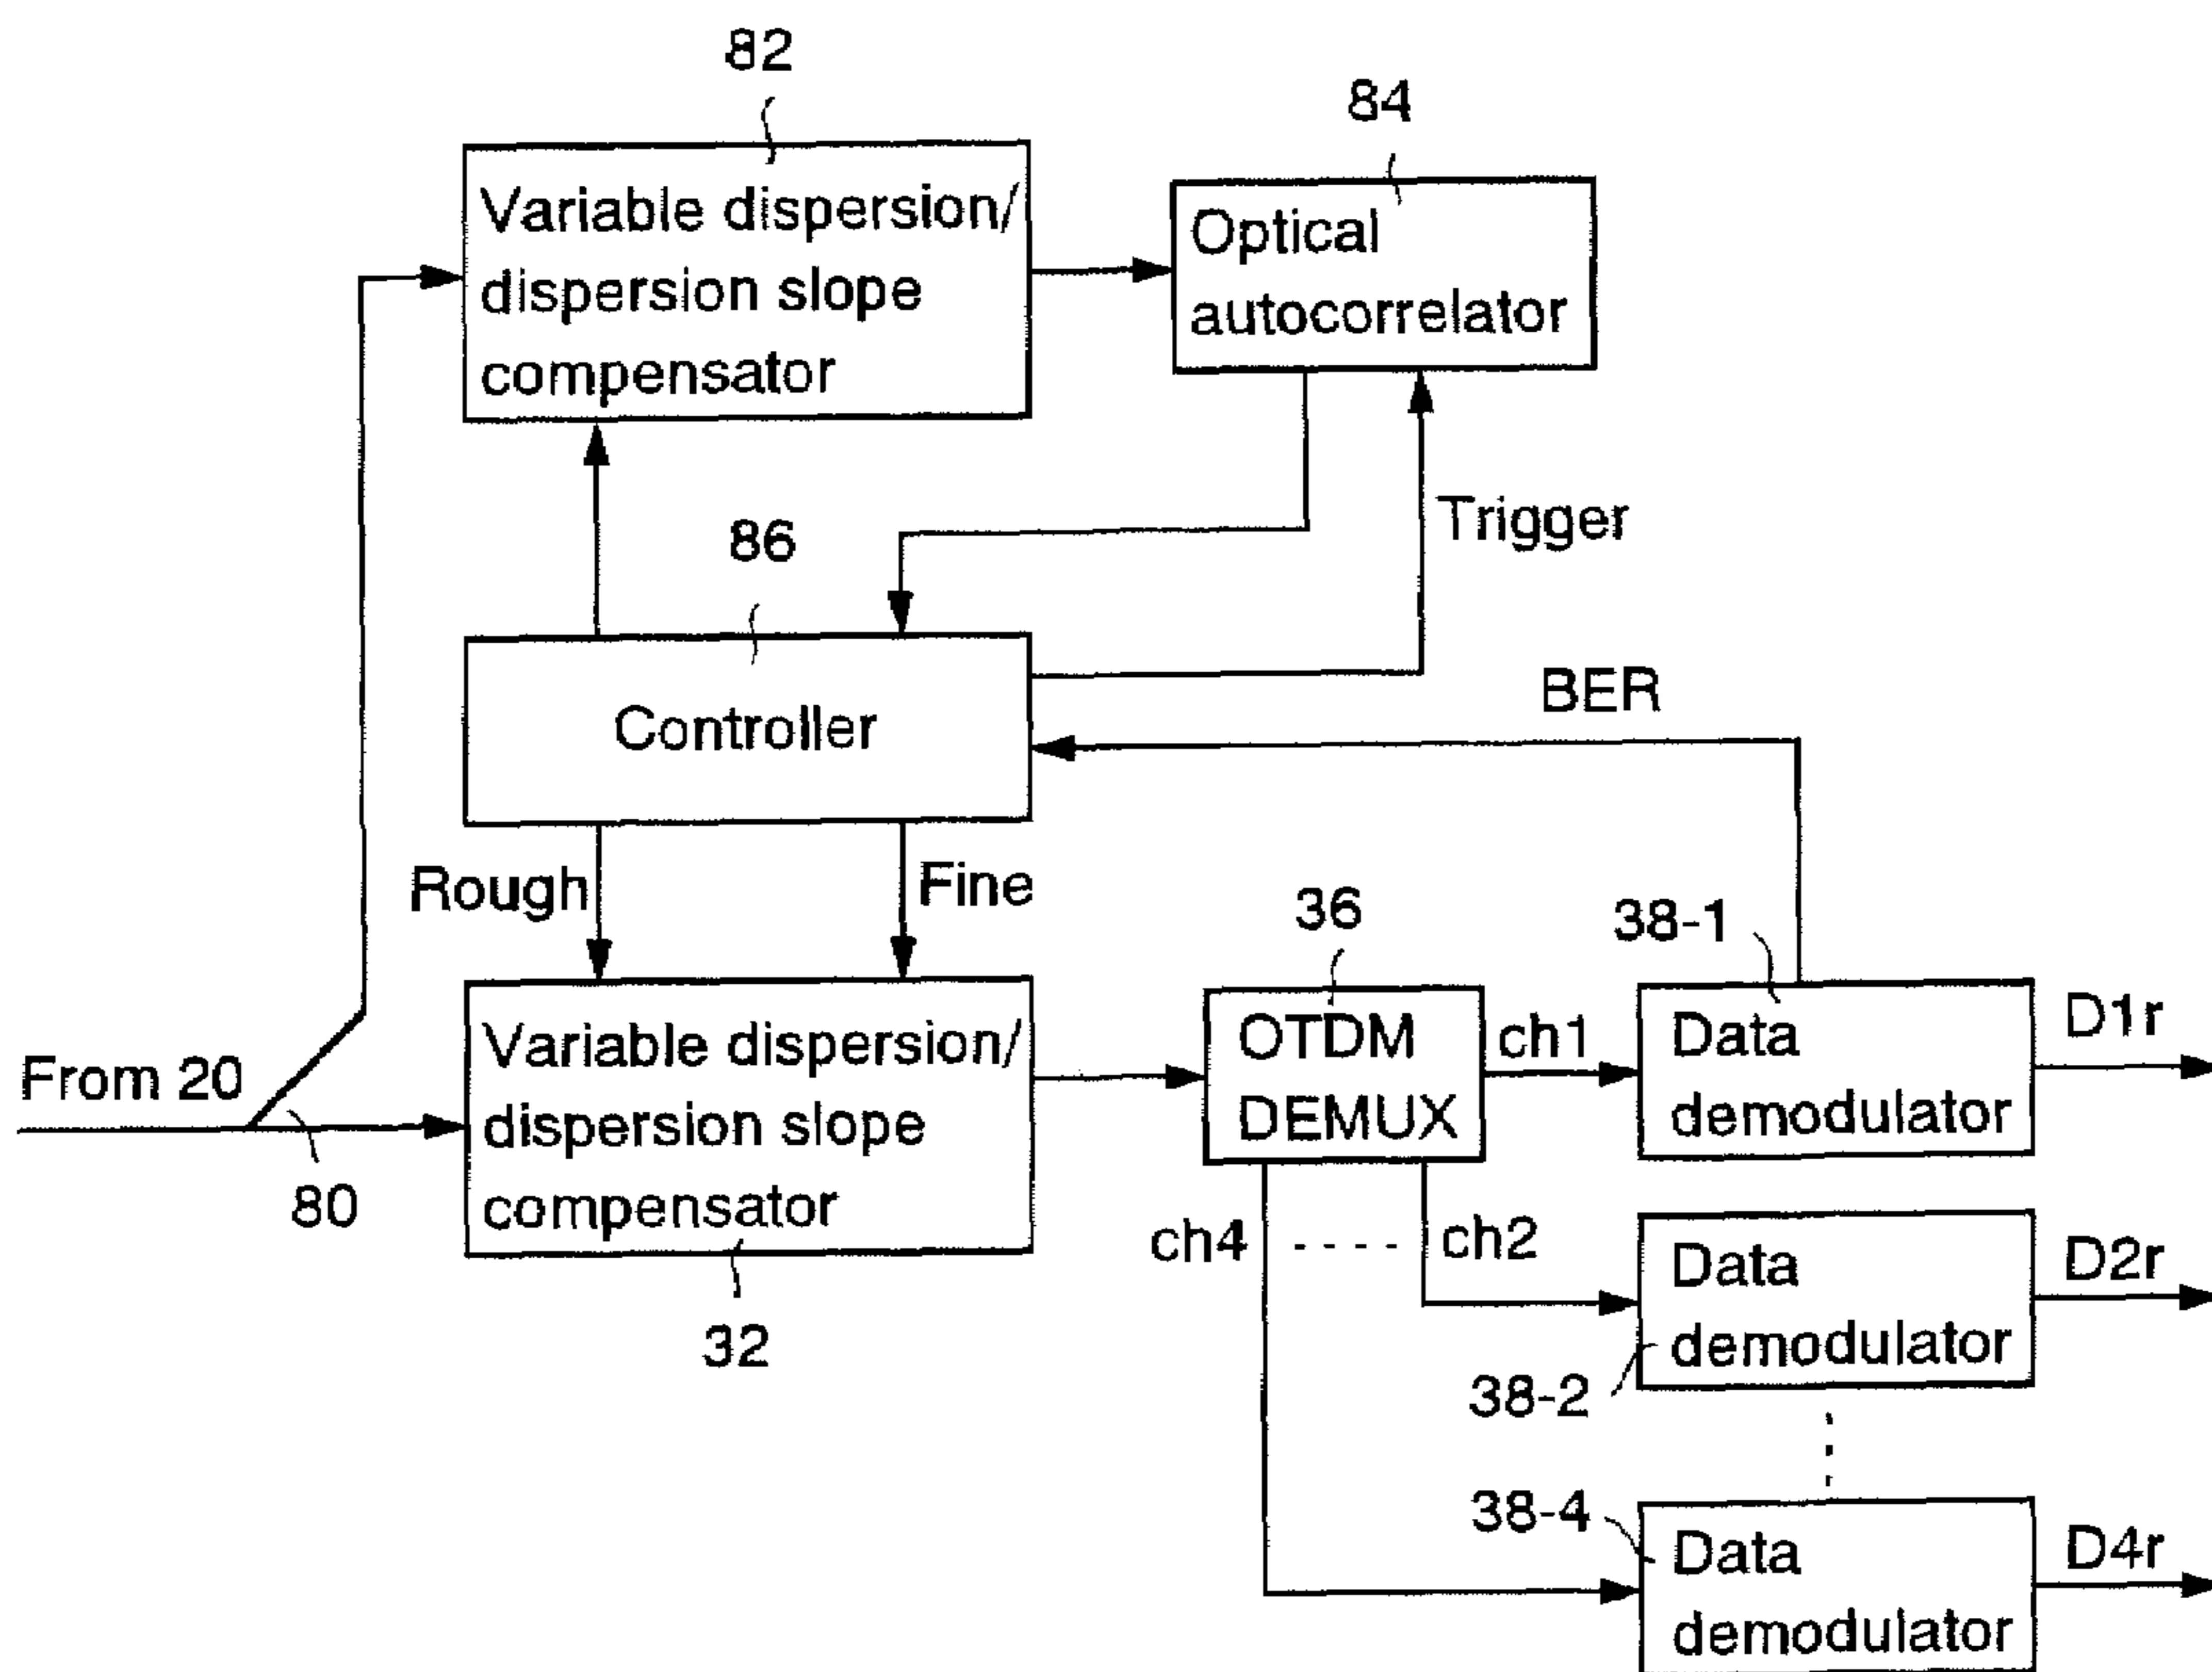 82
84
Variable dispersion/
dispersion slope
compensator
Optical
autocorrelator
Trigger
86
Controller
BER
Rough
Fine
From 20
80
Variable dispersion/
dispersion slope
compensator
32
36
OTDM
DEMUX
ch1
38-1
Data
demodulator
D1r
ch4
ch2
Data
demodulator
38-2
D2r
38-4
Data
demodulator
D4r